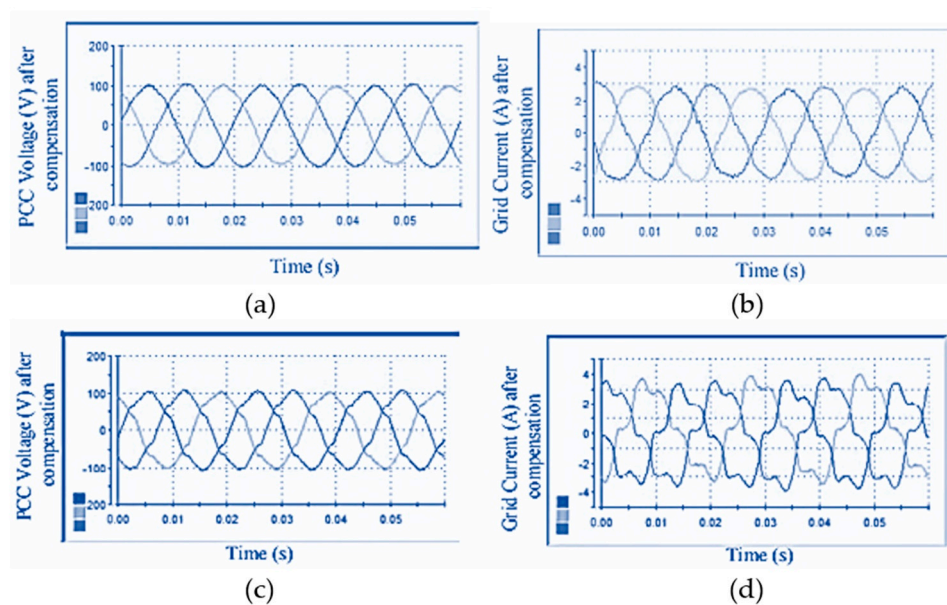 PCC Voltage (V) after
compensation
200
100
0
-100
200
0.00 0.01 0.02 0.03 0.04 0.05
Time (s)
(a)
Grid Current (A) after
compensation
4
2
0
-2
-4
0.00 0.01 0.02 0.03 0.04 0.05
Time (s)
(b)
PCC Voltage (V) after
compensation
200
100
0
-100
200
0.00 0.01 0.02 0.03 0.04 0.05
Time (s)
(c)
Grid Current (A) after
compensation
4
2
0
-2
-4
0.00 0.01 0.02 0.03 0.04 0.05
Time (s)
(d)